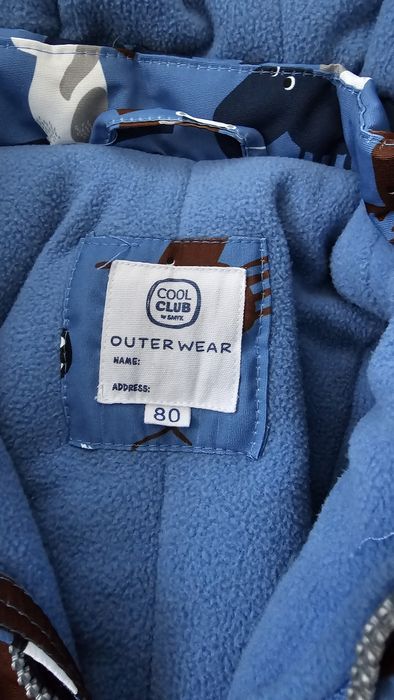 COOL
CLUB
by SMYK
OUTERWEAR
NAME:
ADDRESS:
80